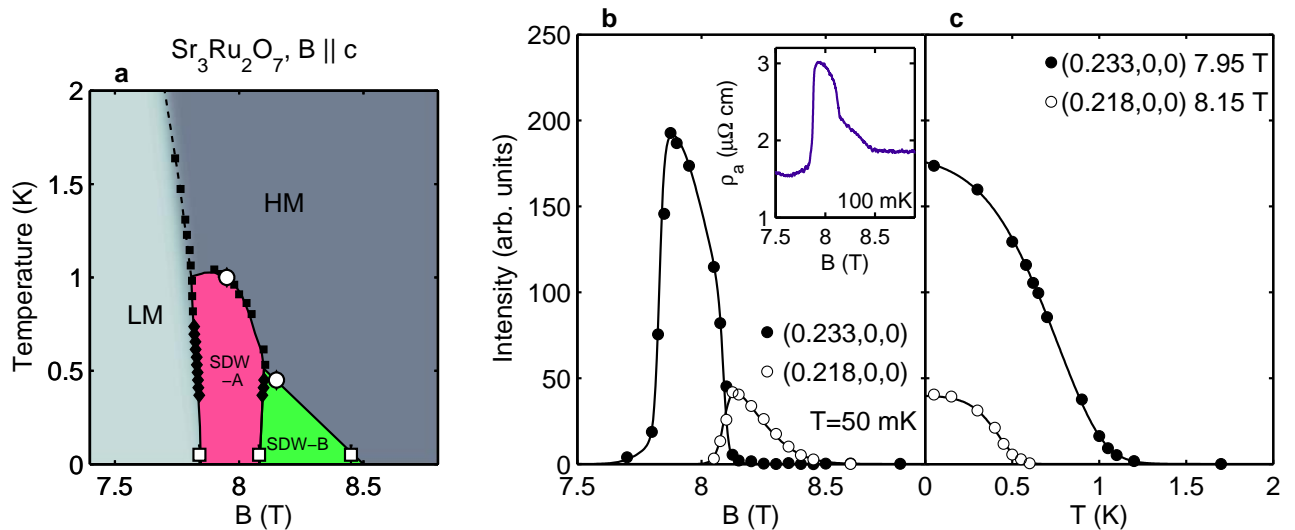 Sr3Ru2O7, B || c
a
2
1.5
1
0.5
0
Temperature (K)
LM
HM
SDW
–A
SDW–B
7.5
8
8.5
B (T)
b
250
200
150
100
50
0
Intensity (arb. units)
3
2
1
ρa (μΩ cm)
100 mK
7.5
8
8.5
B (T)
(0.233,0,0)
(0.218,0,0)
T=50 mK
7.5
8
8.5
B (T)
c
(0.233,0,0) 7.95 T
(0.218,0,0) 8.15 T
0
0.5
1
1.5
2
T (K)